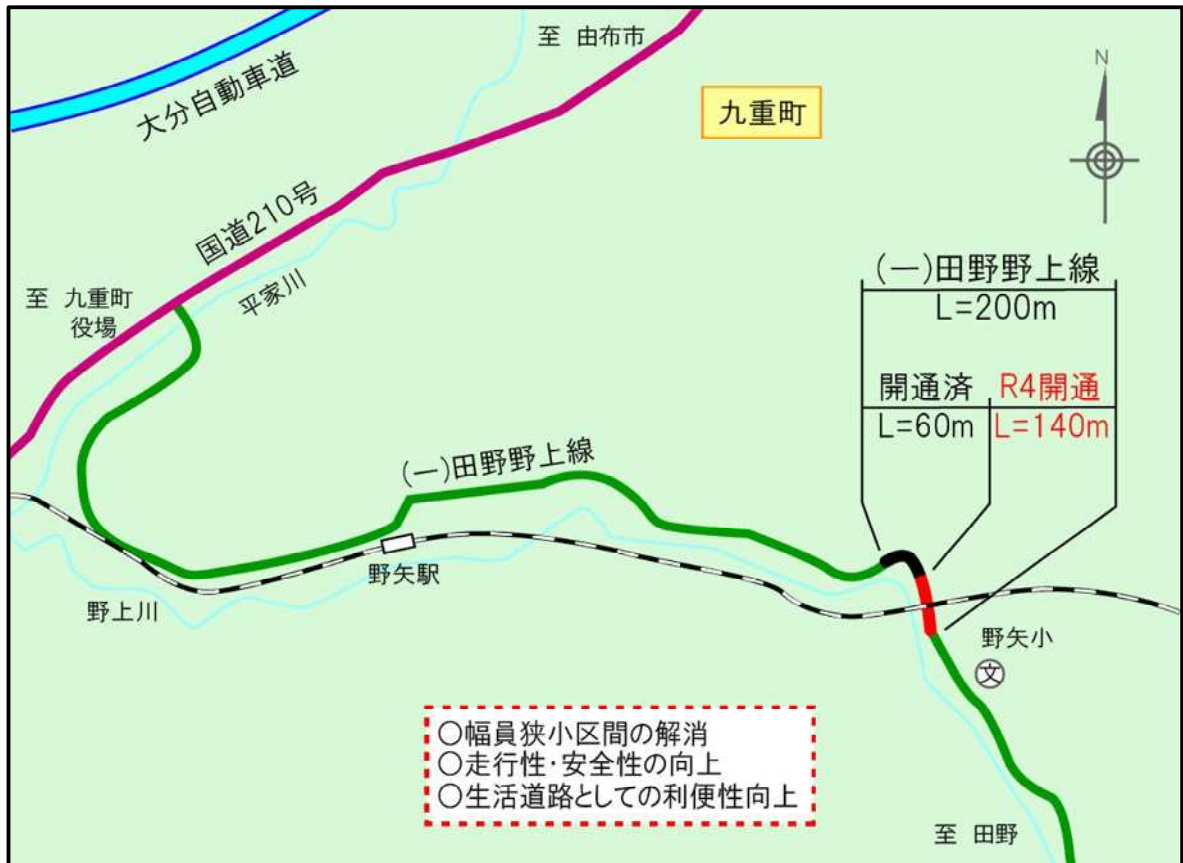 至 由布市
大分自動車道
九重町
N
国道210号
平家川
至 九重町
役場
(一)田野野上線
L=200m
開通済
R4開通
L=60m
L=140m
(一)田野野上線
野矢駅
野上川
野矢小
文
○幅員狭小区間の解消
○走行性・安全性の向上
○生活道路としての利便性向上
至 田野